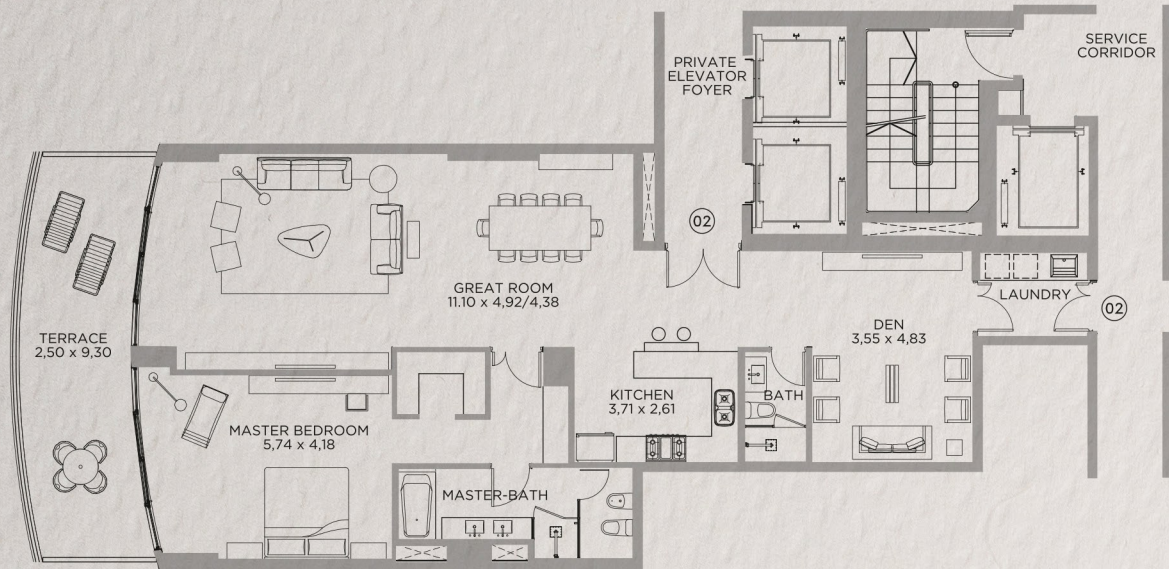 SERVICE
CORRIDOR
PRIVATE
ELEVATOR
FOYER
02
GREAT ROOM
11.10 x 4,92/4,38
LAUNDRY
02
TERRACE
2,50 x 9,30
DEN
3,55 x 4,83
KITCHEN
3,71 x 2,61
BATH
MASTER BEDROOM
5,74 x 4,18
MASTER-BATH